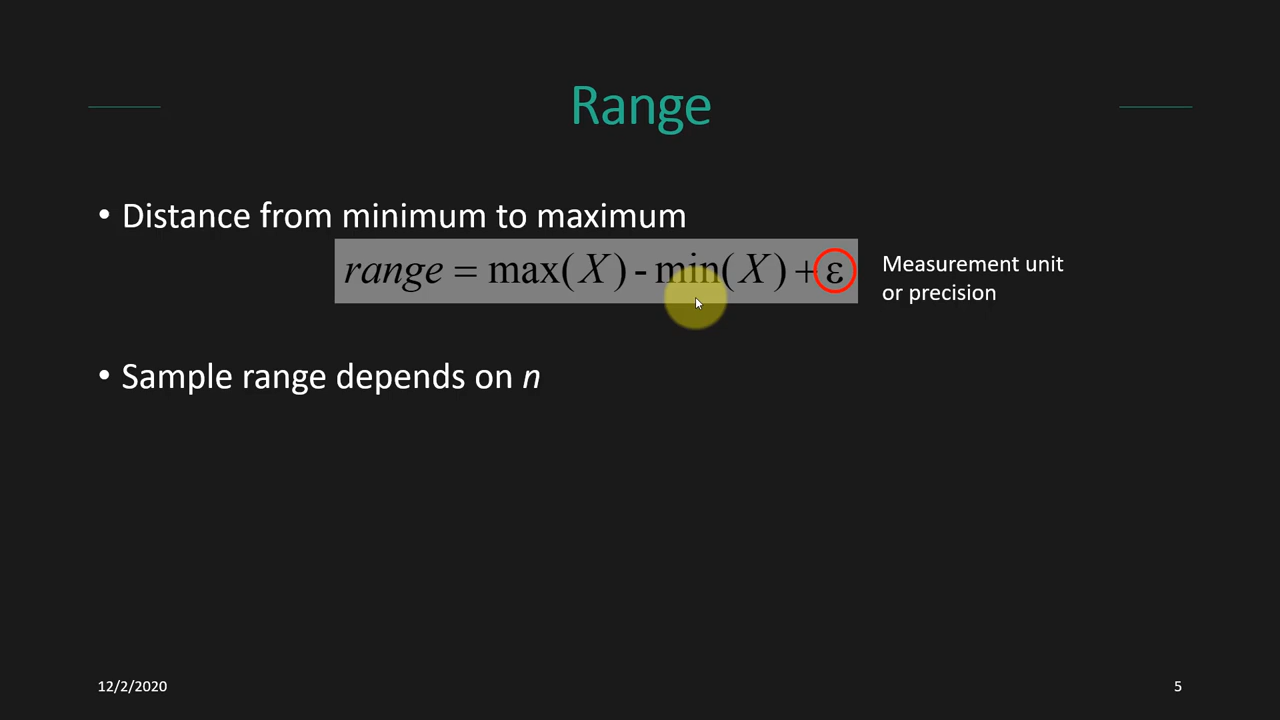 Range
• Distance from minimum to maximum
range = max(X) - min(X) + ε
Measurement unit
or precision
• Sample range depends on n
12/2/2020
5